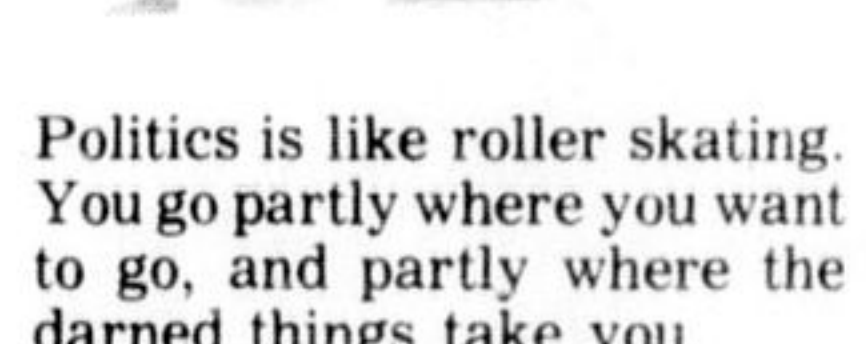 Politics is like roller skating.
You go partly where you want
to go, and partly where the
darned things take you